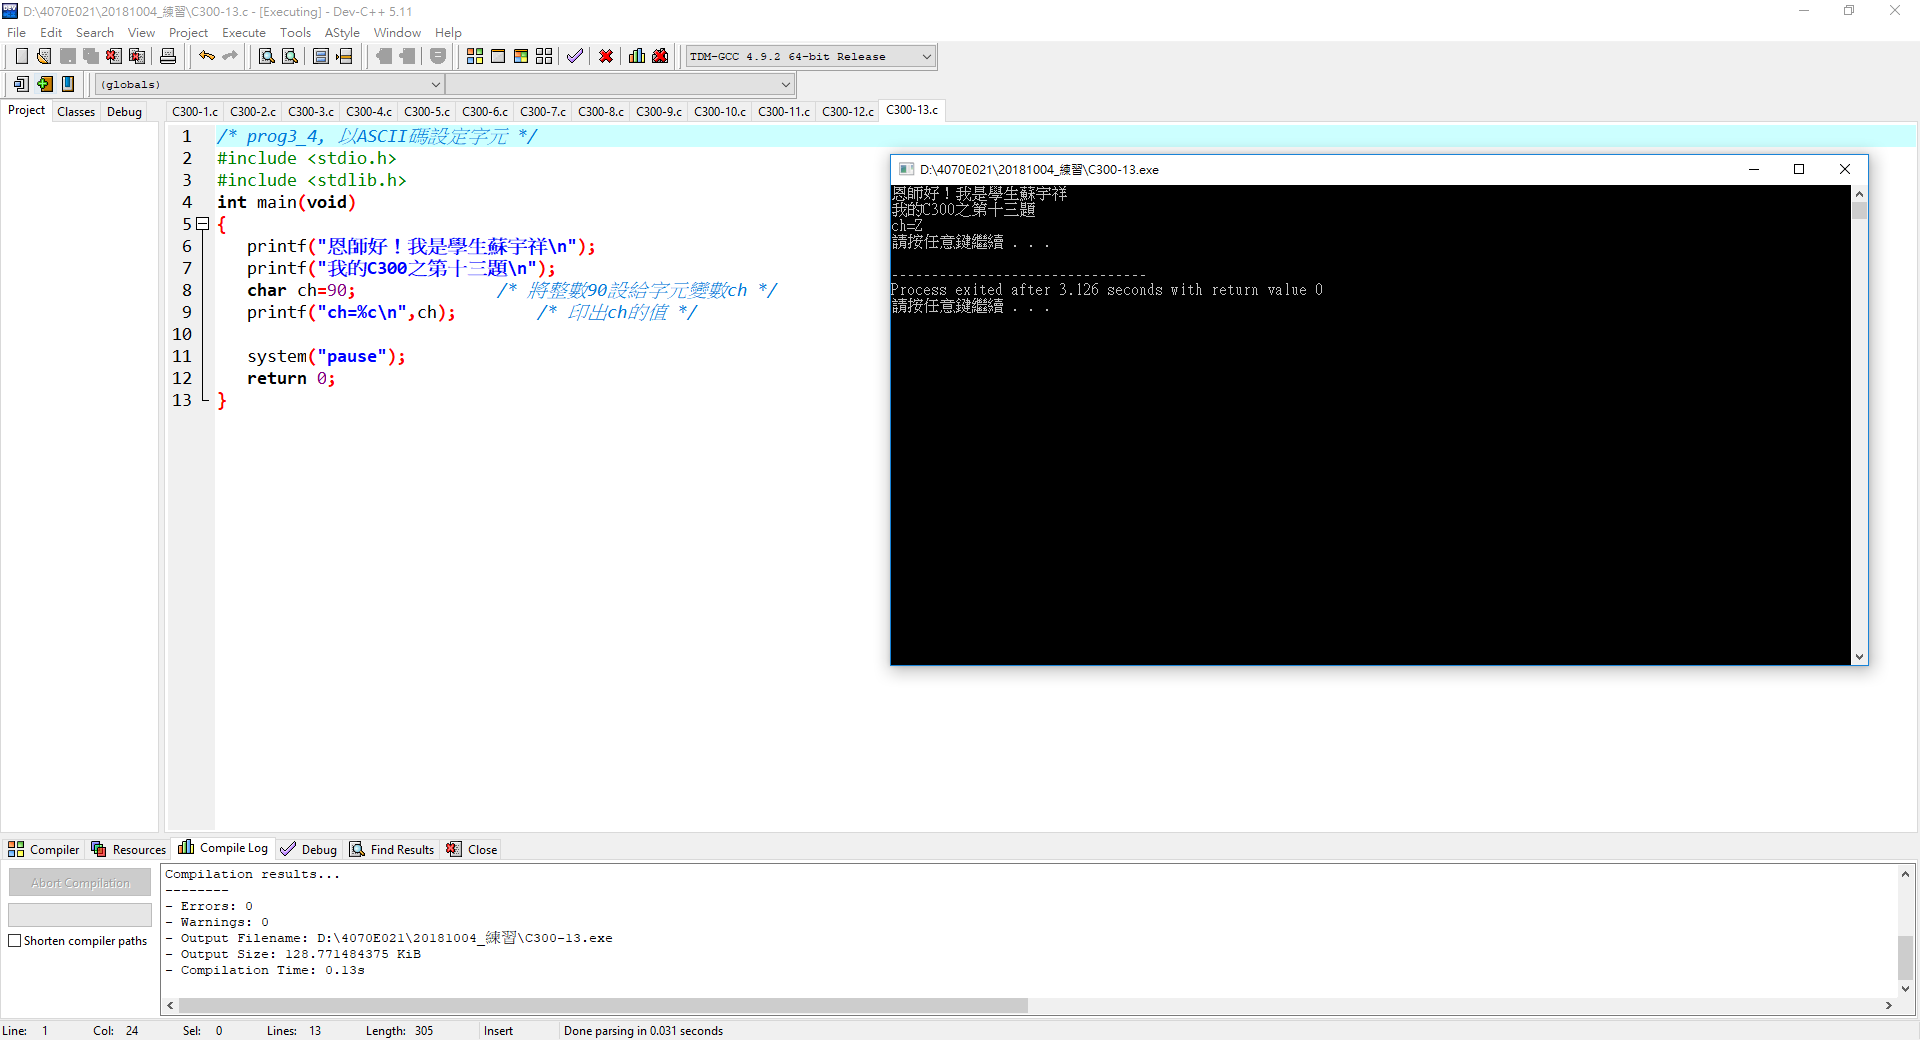 D:\4070E021\20181004_練習\C300-13.c - [Executing] - Dev-C++ 5.11
File Edit Search View Project Execute Tools AStyle Window Help
TDM-GCC 4.9.2 64-bit Release
(globals)
Project Classes Debug
C300-1.c C300-2.c C300-3.c C300-4.c C300-5.c C300-6.c C300-7.c C300-8.c C300-9.c C300-10.c C300-11.c C300-12.c C300-13.c
1 /* prog3_4, 以ASCII碼設定字元 */
2 #include <stdio.h>
3 #include <stdlib.h>
4 int main(void)
5 {
6 printf("恩師好！我是學生蘇宇祥\n");
7 printf("我的C300之第十三題\n");
8 char ch=90; /* 將整數90設給字元變數ch */
9 printf("ch=%c\n",ch); /* 印出ch的值 */
10
11 system("pause");
12 return 0;
13 }
D:\4070E021\20181004_練習\C300-13.exe
恩師好！我是學生蘇宇祥
我的C300之第十三題
ch=Z
請按任意鍵繼續 . . .
--------------------------------
Process exited after 3.126 seconds with return value 0
請按任意鍵繼續 . . .
Compiler Resources Compile Log Debug Find Results Close
Abort Compilation
Shorten compiler paths
Compilation results...
--------
- Errors: 0
- Warnings: 0
- Output Filename: D:\4070E021\20181004_練習\C300-13.exe
- Output Size: 128.771484375 KiB
- Compilation Time: 0.13s
Line: 1 Col: 24 Sel: 0 Lines: 13 Length: 305 Insert Done parsing in 0.031 seconds